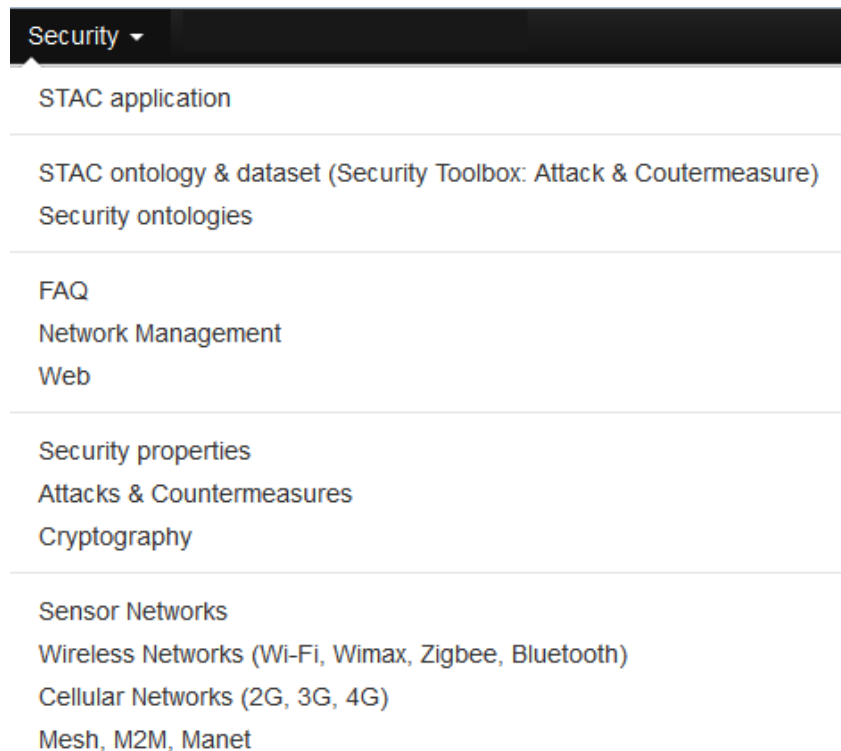 Security
STAC application
STAC ontology & dataset (Security Toolbox: Attack & Coutermeasure)
Security ontologies
FAQ
Network Management
Web
Security properties
Attacks & Countermeasures
Cryptography
Sensor Networks
Wireless Networks (Wi-Fi, Wimax, Zigbee, Bluetooth)
Cellular Networks (2G, 3G, 4G)
Mesh, M2M, Manet